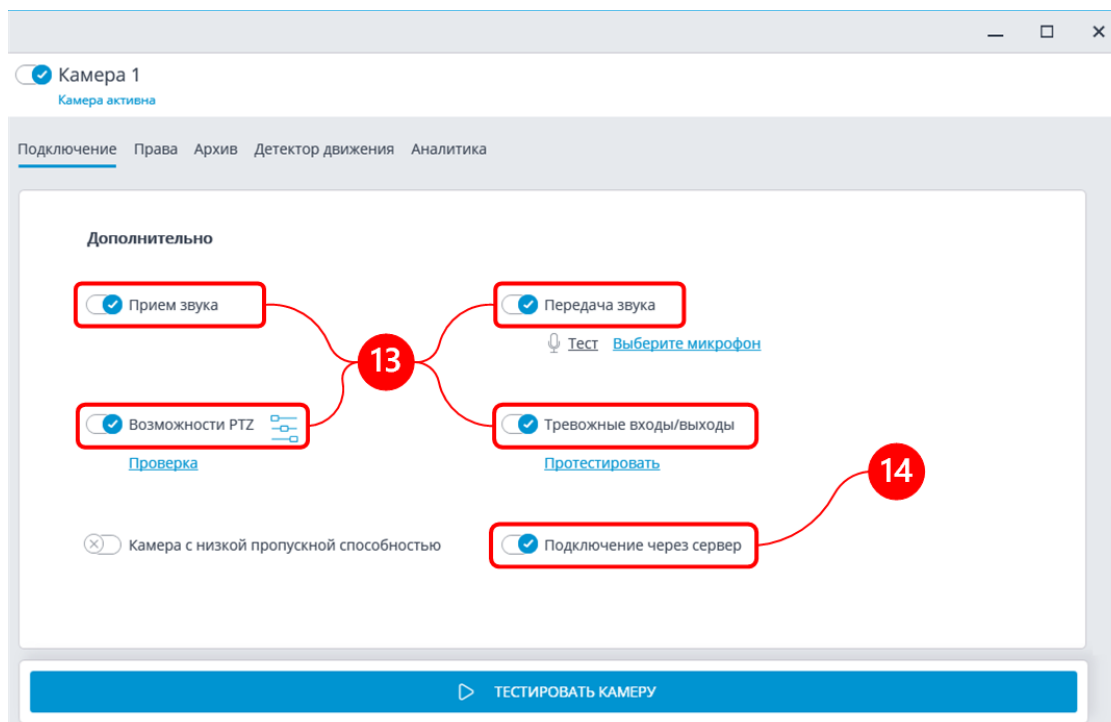 Камера 1
Камера активна
Подключение Права Архив Детектор движения Аналитика
Дополнительно
Прием звука
Передача звука
Тест Выберите микрофон
13
Возможности PTZ
Тревожные входы/выходы
Проверка
Протестировать
14
Камера с низкой пропускной способностью
Подключение через сервер
ТЕСТИРОВАТЬ КАМЕРУ